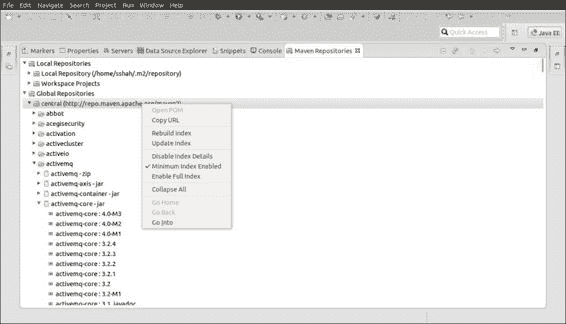 File Edit Navigate Search Project Run Window Help
Quick Access
Java EE
Markers Properties Servers Data Source Explorer Snippets Console Maven Repositories
Local Repositories
Local Repository (/home/sshah/.m2/repository)
Workspace Projects
Global Repositories
central (http://repo.maven.apache.org/maven2)
abbot
acegisecurity
activation
activecluster
activeio
activemq
activemq - zip
activemq-axis - jar
activemq-container - jar
activemq-core - jar
activemq-core : 4.0-M3
activemq-core : 4.0-M2
activemq-core : 4.0-M1
activemq-core : 3.2.4
activemq-core : 3.2.3
activemq-core : 3.2.2
activemq-core : 3.2.1
activemq-core : 3.2
activemq-core : 3.2-M1
activemq-core : 3.1 javadoc
Open POM
Copy URL
Rebuild Index
Update Index
Disable Index Details
Minimum Index Enabled
Enable Full Index
Collapse All
Go Home
Go Back
Go Into